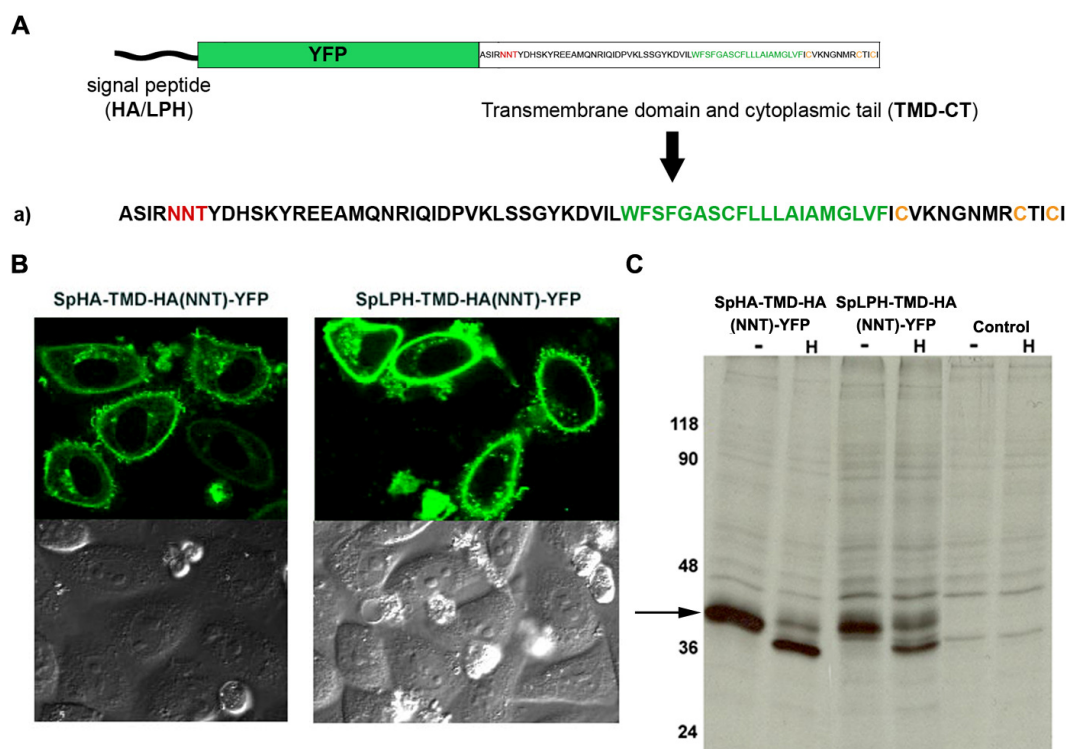 A
YFP
ASIRNNTYDHSKYREEAMQNRIQIDPVKLSSGYKDVILWFSFGASCFLLLAIAMGLVFICVKNGNMRCTICI
signal peptide
(HA/LPH)
Transmembrane domain and cytoplasmic tail (TMD-CT)
a) ASIRNNTYDHSKYREEAMQNRIQIDPVKLSSGYKDVILWFSFGASCFLLLAIAMGLVFICVKNGNMRCTICI
B
SpHA-TMD-HA(NNT)-YFP
SpLPH-TMD-HA(NNT)-YFP
C
SpHA-TMD-HA
(NNT)-YFP
SpLPH-TMD-HA
(NNT)-YFP
Control
- H - H - H
118
90
48
36
24